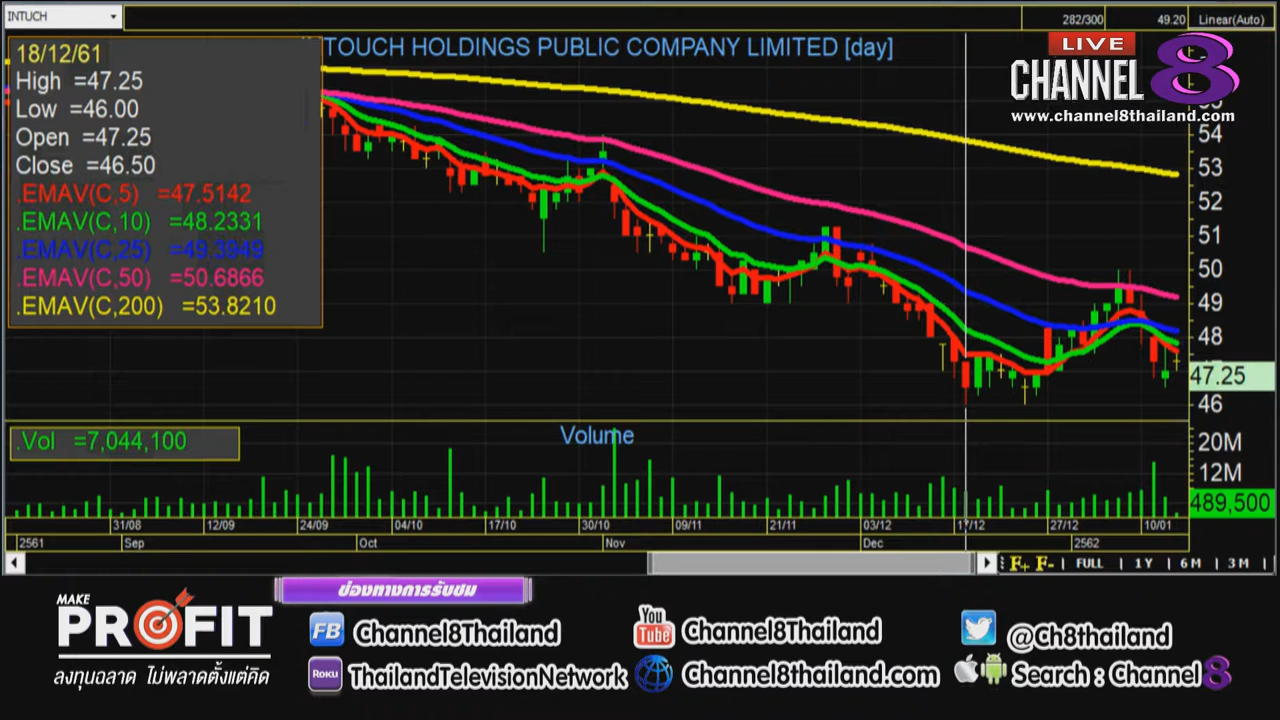 INTUCH
282/300
49.20
Linear(Auto)
18/12/61
TOUCH HOLDINGS PUBLIC COMPANY LIMITED [day]
LIVE
CHANNEL 8
www.channel8thailand.com
High =47.25
Low =46.00
Open =47.25
Close =46.50
.EMAV(C,5) =47.5142
.EMAV(C,10) =48.2331
.EMAV(C,25) =49.3949
.EMAV(C,50) =50.6866
.EMAV(C,200) =53.8210
54
53
52
51
50
49
48
47.25
46
.Vol =7,044,100
Volume
20M
12M
489,500
31/08 12/09 24/09 04/10 17/10 30/10 09/11 21/11 03/12 17/12 27/12 10/01
2561 Sep Oct Nov Dec 2562
F+ F- FULL 1Y 6M 3M
ช่องทางการรับชม
MAKE
PROFIT
ลงทุนฉลาด ไม่พลาดตั้งแต่คิด
FB Channel8Thailand
You Tube Channel8Thailand
@Ch8thailand
Roku ThailandTelevisionNetwork
Channel8thailand.com
Search : Channel 8